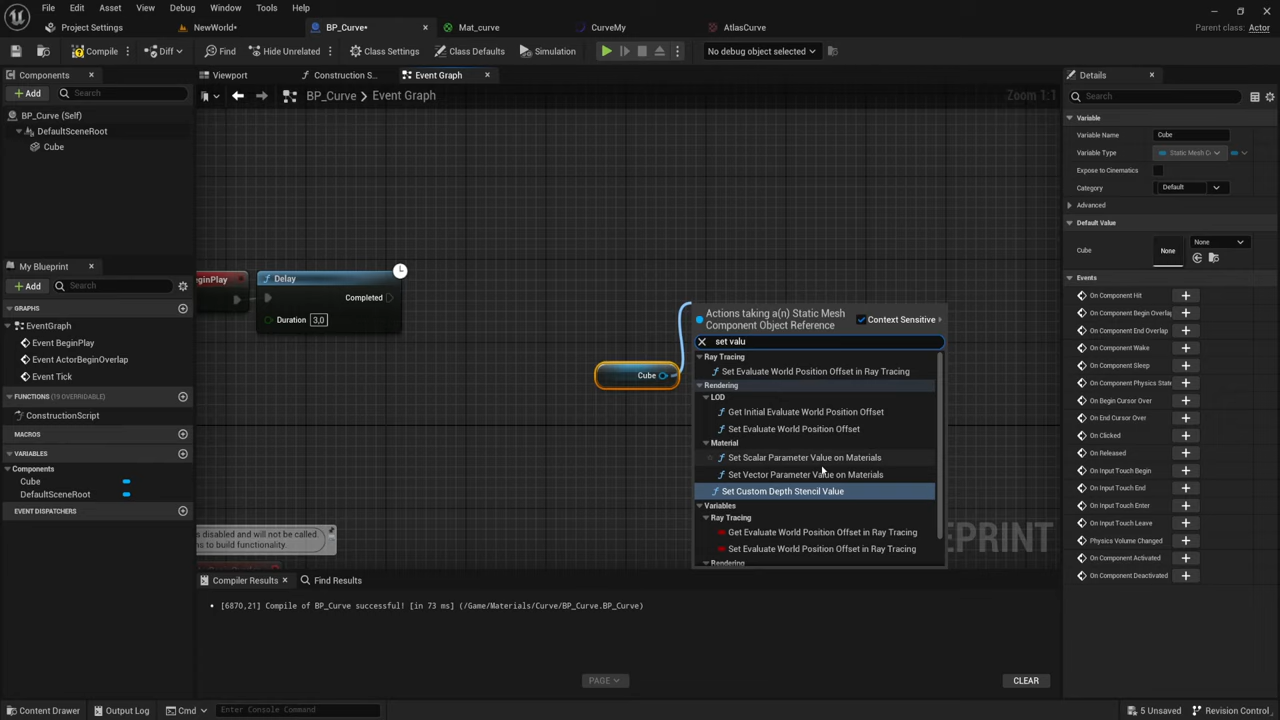 File Edit Asset View Debug Window Tools Help
Parent class: Actor
Project Settings NewWorld• BP_Curve• Mat_curve CurveMy AtlasCurve
Compile Diff Find Hide Unrelated Class Settings Class Defaults Simulation No debug object selected
Components
Add Search
BP_Curve (Self)
DefaultSceneRoot
Cube
My Blueprint
Add Search
GRAPHS
EventGraph
Event BeginPlay
Event ActorBeginOverlap
Event Tick
FUNCTIONS (19 OVERRIDABLE)
ConstructionScript
MACROS
VARIABLES
Components
Cube
DefaultSceneRoot
EVENT DISPATCHERS
Viewport Construction S... Event Graph
BP_Curve > Event Graph Zoom 1:1
ginPlay
Delay
Completed
Duration 3,0
Cube
Actions taking a(n) Static Mesh
Component Object Reference
Context Sensitive
set valu
Ray Tracing
Set Evaluate World Position Offset in Ray Tracing
Rendering
LOD
Get Initial Evaluate World Position Offset
Set Evaluate World Position Offset
Material
Set Scalar Parameter Value on Materials
Set Vector Parameter Value on Materials
Set Custom Depth Stencil Value
Variables
Ray Tracing
Get Evaluate World Position Offset in Ray Tracing
Set Evaluate World Position Offset in Ray Tracing
Rendering
s disabled and will not be called.
ns to build functionality.
PRINT
Compiler Results Find Results
[6870,21] Compile of BP_Curve successful! [in 73 ms] (/Game/Materials/Curve/BP_Curve.BP_Curve)
PAGE
CLEAR
Details
Search
Variable
Variable Name Cube
Variable Type Static Mesh C
Expose to Cinematics
Category Default
Advanced
Default Value
Cube None None
Events
On Component Hit
On Component Begin Overlap
On Component End Overlap
On Component Wake
On Component Sleep
On Component Physics State
On Begin Cursor Over
On End Cursor Over
On Clicked
On Released
On Input Touch Begin
On Input Touch End
On Input Touch Enter
On Input Touch Leave
Physics Volume Changed
On Component Activated
On Component Deactivated
Content Drawer Output Log Cmd Enter Console Command 5 Unsaved Revision Control